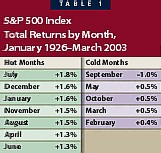 TABLE 1
S&P 500 Index
Total Returns by Month,
January 1926-March 2003
Hot Months Cold Months
July +1.8% September -1.0%
December +1.6% May +0.5%
January +1.6% October +0.5%
November +1.5% March +0.5%
August +1.5% February +0.4%
April +1.3%
June +1.3%